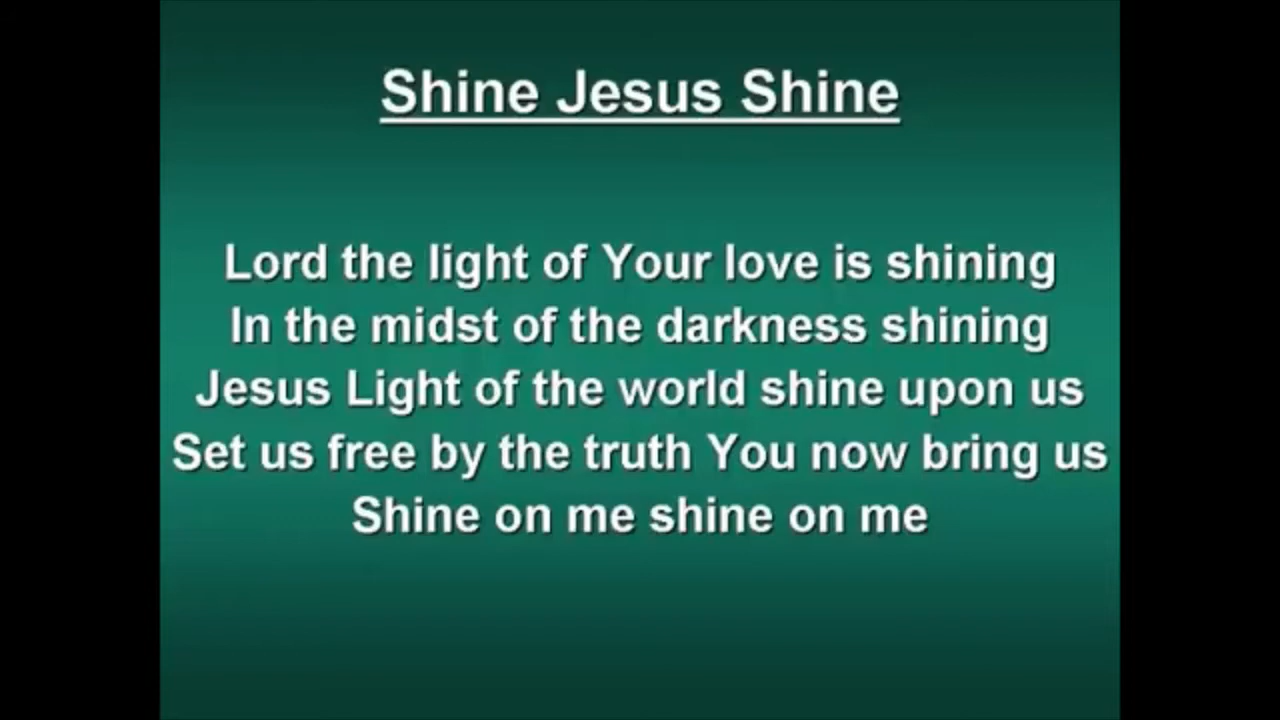 Shine Jesus Shine
Lord the light of Your love is shining
In the midst of the darkness shining
Jesus Light of the world shine upon us
Set us free by the truth You now bring us
Shine on me shine on me